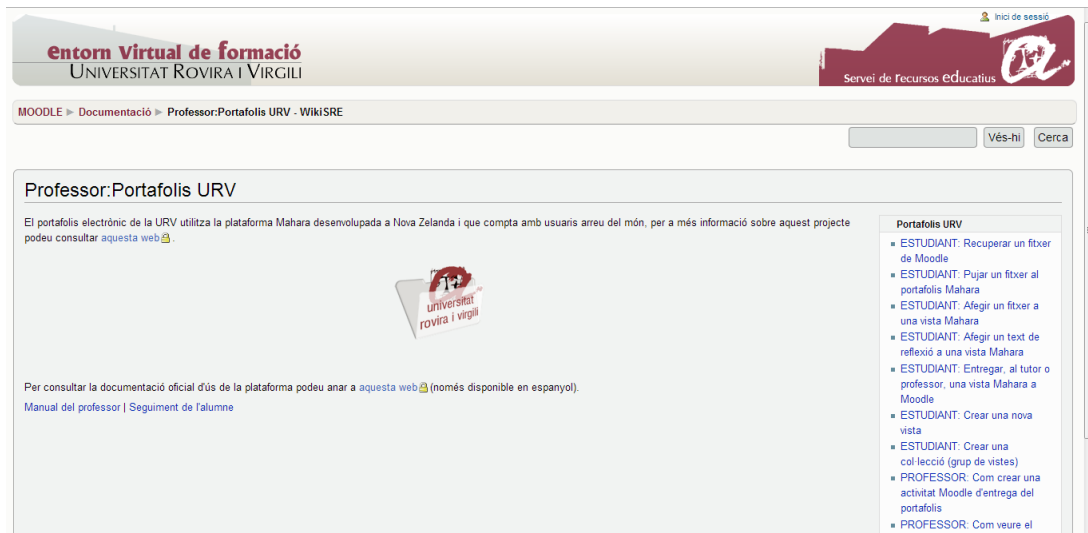 Inici de sessió
entorn virtual de formació
UNIVERSITAT ROVIRA I VIRGILI
Servei de recursos educatius
MOODLE ► Documentació ► Professor:Portafolis URV - WikiSRE
Vés-hi Cerca
Professor:Portafolis URV
El portafolis electrònic de la URV utilitza la plataforma Mahara desenvolupada a Nova Zelanda i que compta amb usuaris arreu del món, per a més informació sobre aquest projecte
podeu consultar aquesta web .
universitat
rovira i virgili
Per consultar la documentació oficial d'ús de la plataforma podeu anar a aquesta web (només disponible en espanyol).
Manual del professor | Seguiment de l'alumne
Portafolis URV
ESTUDIANT: Recuperar un fitxer
de Moodle
ESTUDIANT: Pujar un fitxer al
portafolis Mahara
ESTUDIANT: Afegir un fitxer a
una vista Mahara
ESTUDIANT: Afegir un text de
reflexió a una vista Mahara
ESTUDIANT: Entregar, al tutor o
professor, una vista Mahara a
Moodle
ESTUDIANT: Crear una nova
vista
ESTUDIANT: Crear una
col·lecció (grup de vistes)
PROFESSOR: Com crear una
activitat Moodle d'entrega del
portafolis
PROFESSOR: Com veure el